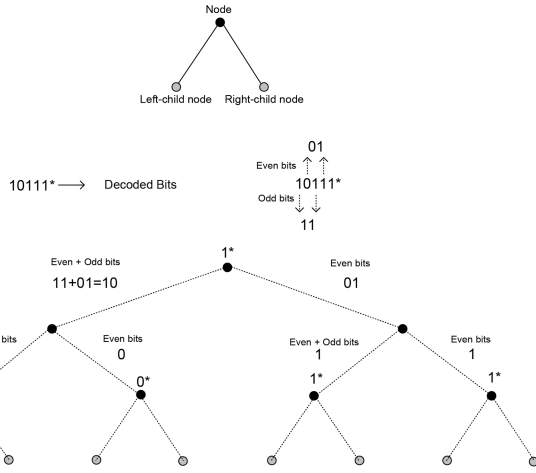 Node
Left-child node Right-child node
01
Even bits
10111* Decoded Bits 10111*
Odd bits
11
1*
Even + Odd bits Even bits
11+01=10 01
bits Even bits Even + Odd bits Even bits
0 1 1
0* 1* 1*